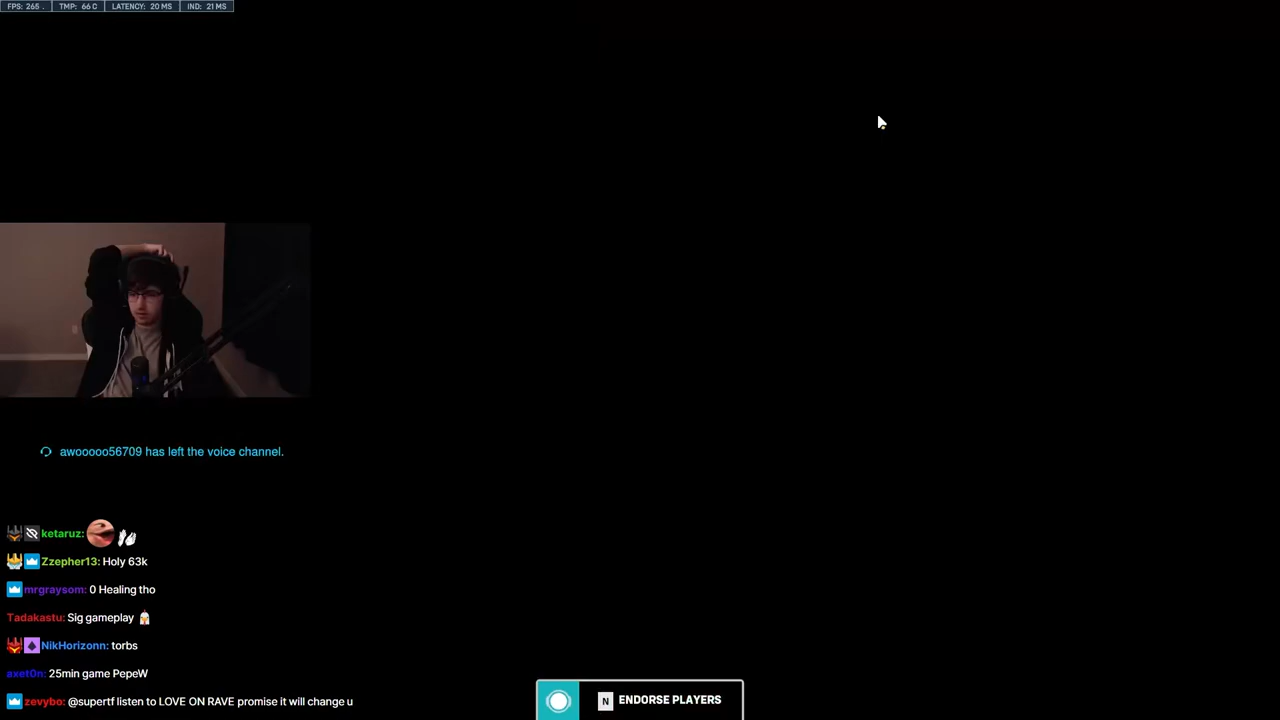 FPS: 265 . TMP: 66 C LATENCY: 20 MS IND: 21 MS
awooooo56709 has left the voice channel.
ketaruz:
Zzepher13: Holy 63k
mrgraysom: 0 Healing tho
Tadakastu: Sig gameplay
NikHorizonn: torbs
axet0n: 25min game PepeW
zevybo: @supertf listen to LOVE ON RAVE promise it will change u
N ENDORSE PLAYERS